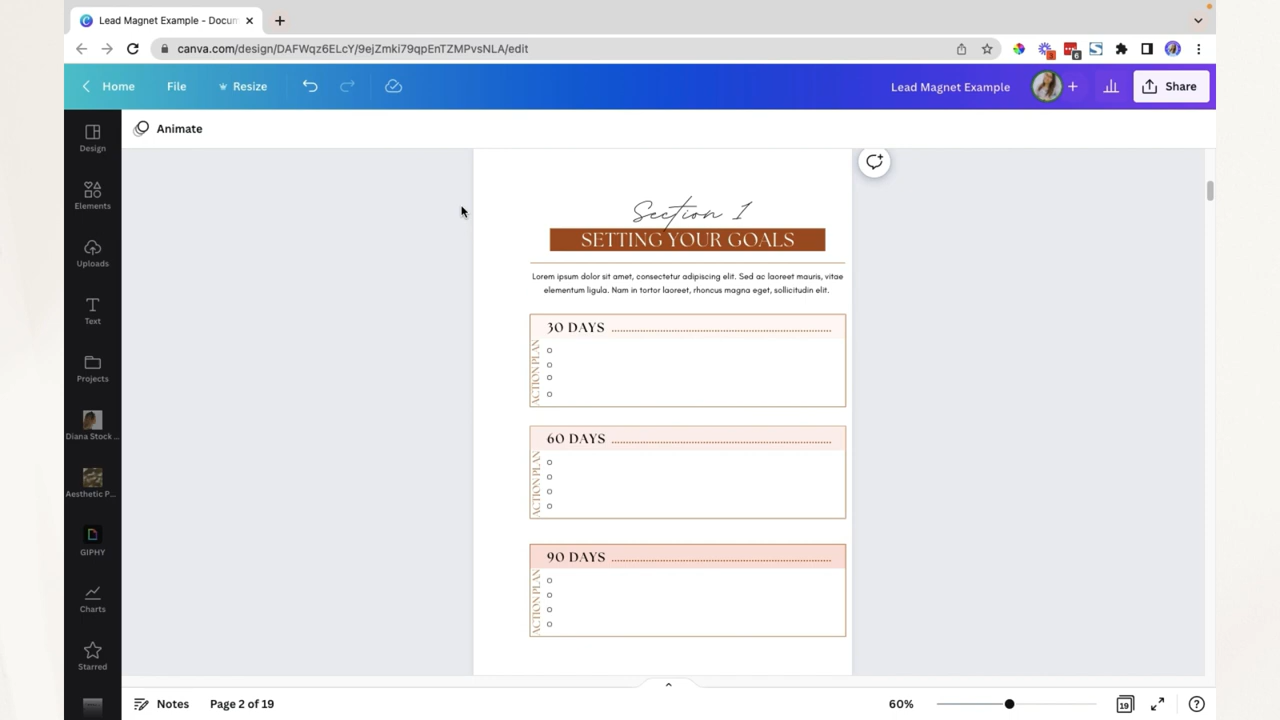 Lead Magnet Example - Docun
canva.com/design/DAFWqz6ELcY/9ejZmki79qpEnTZMPvsNLA/edit
3
6
Home File Resize Lead Magnet Example Share
Design
Animate
Elements
Uploads
Text
Projects
Diana Stock ...
Aesthetic P...
GIPHY
Charts
Starred
Section 1
SETTING YOUR GOALS
Lorem ipsum dolor sit amet, consectetur adipiscing elit. Sed ac laoreet mauris, vitae
elementum ligula. Nam in tortor laoreet, rhoncus magna eget, sollicitudin elit.
30 DAYS
ACTION PLAN
60 DAYS
ACTION PLAN
90 DAYS
ACTION PLAN
Notes Page 2 of 19 60% 19